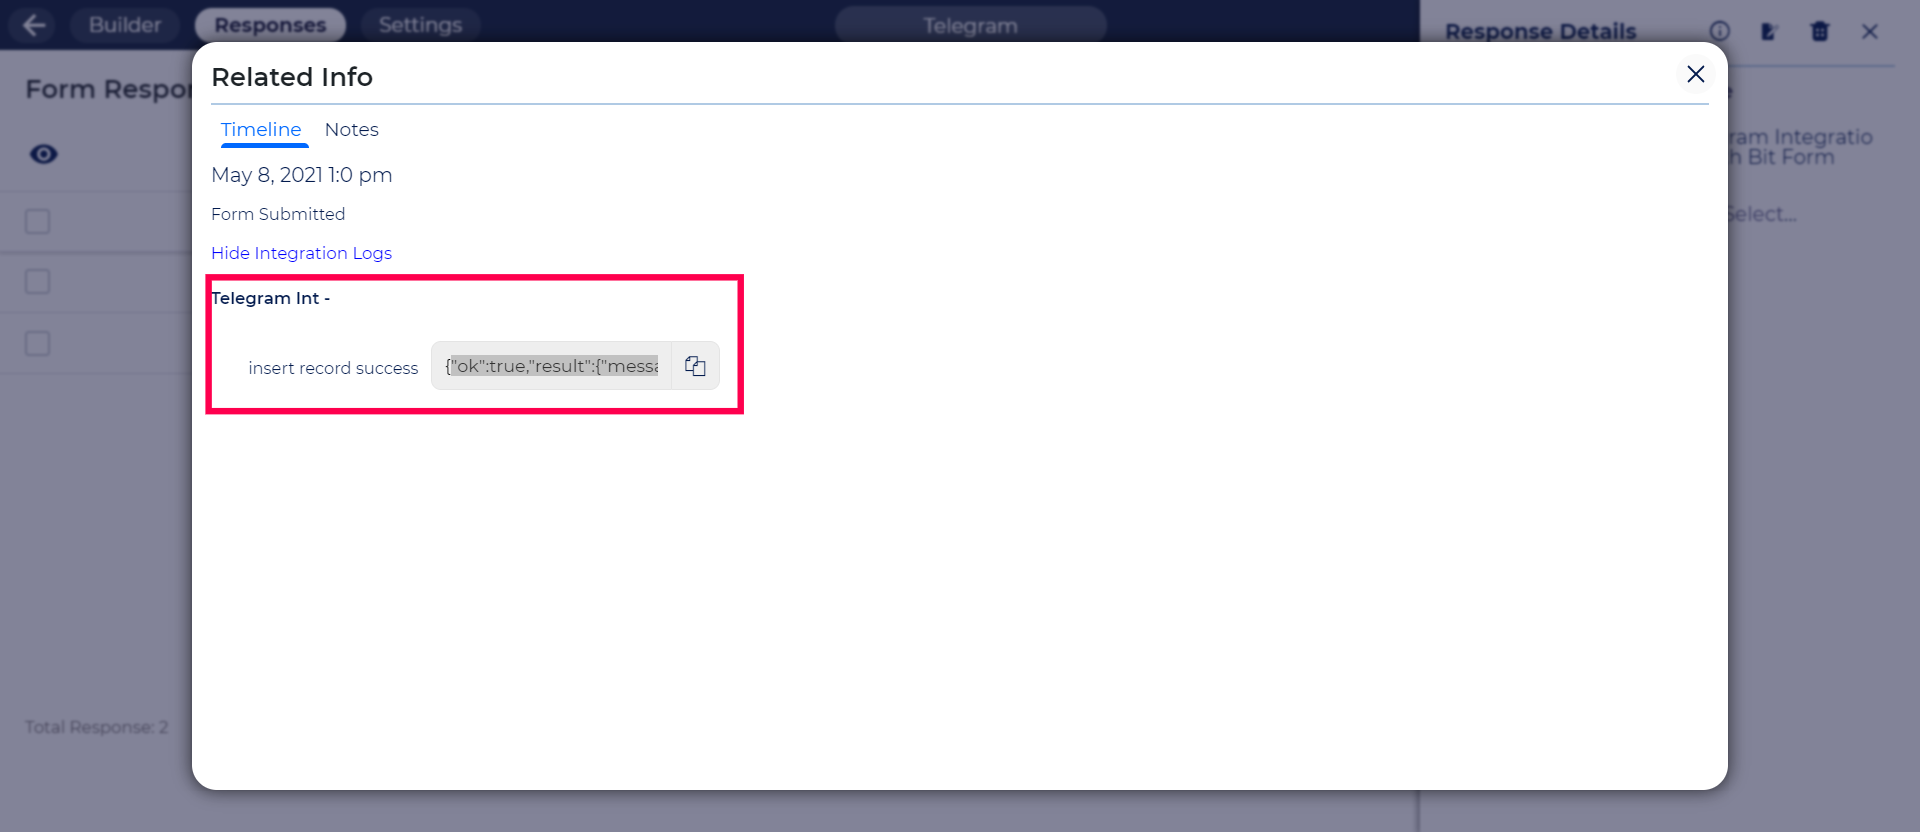 Builder
Responses
Settings
Telegram
Response Details
Form Respon
Related Info
Timeline
Notes
May 8, 2021 1:0 pm
Form Submitted
Hide Integration Logs
Telegram Int -
insert record success
{"ok":true,"result":{"messa
ram Integratio
h Bit Form
Select...
Total Response: 2